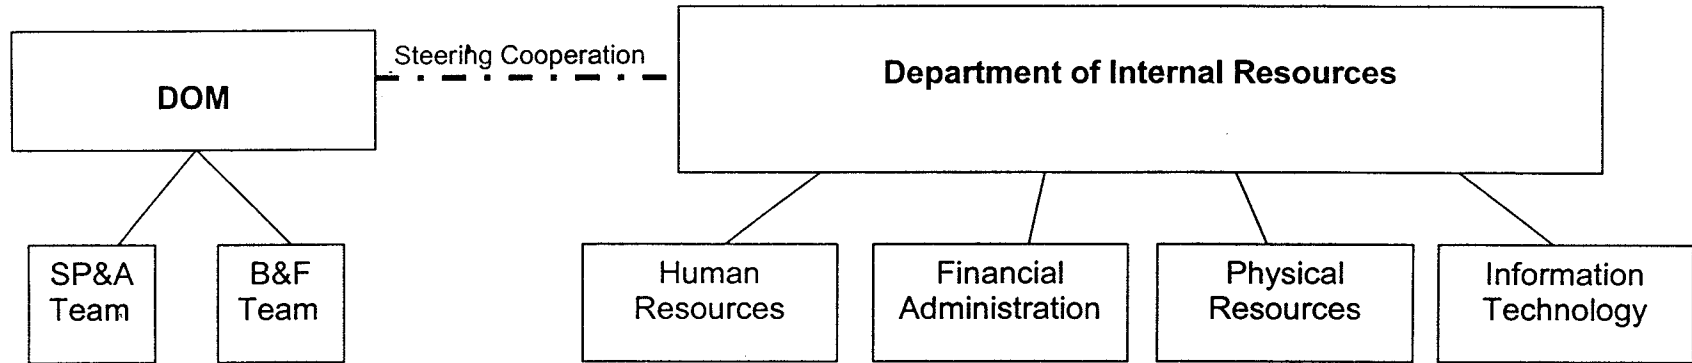 Steering Cooperation
DOM
Department of Internal Resources
SP&A
Team
B&F
Team
Human
Resources
Financial
Administration
Physical
Resources
Information
Technology